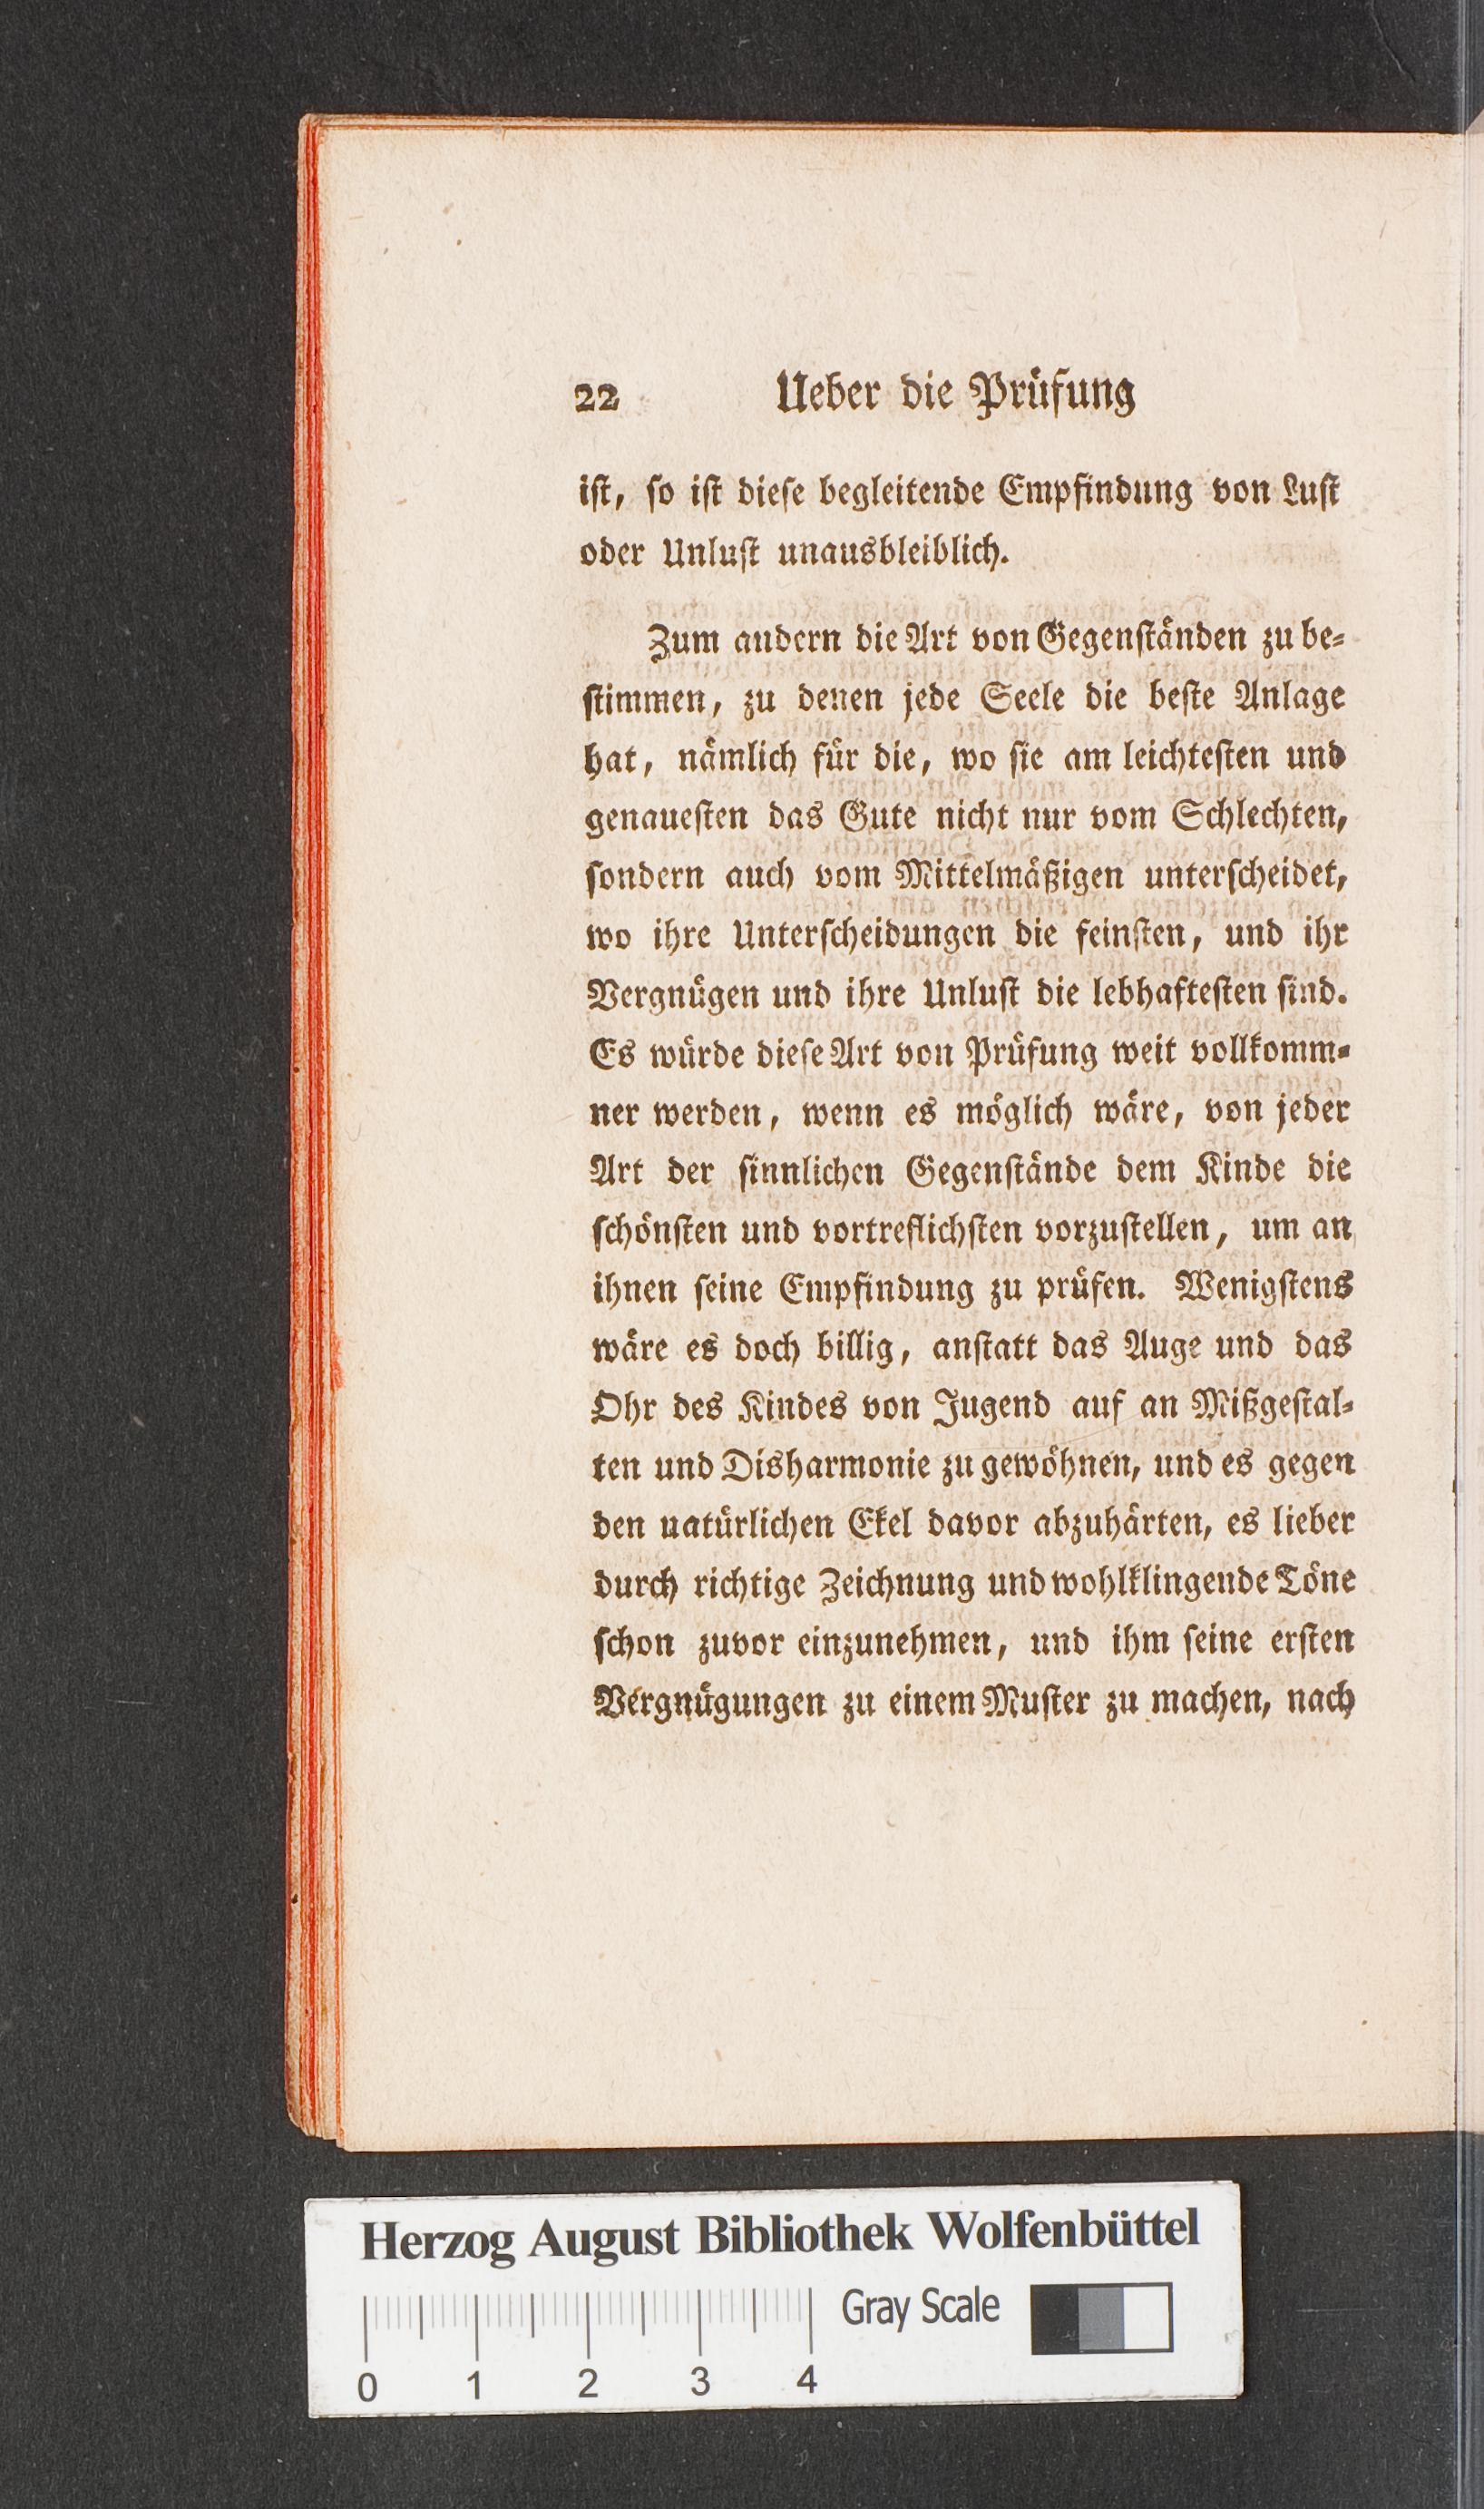 22 Ueber die Prüfung
ist, so ist diese begleitende Empfindung von Lust
oder Unlust unausbleiblich.
Zum andern die Art von Gegenständen zu be-
stimmen, zu denen jede Seele die beste Anlage
hat, nämlich für die, wo sie am leichtesten und
genauesten das Gute nicht nur vom Schlechten,
sondern auch vom Mittelmäßigen unterscheidet,
wo ihre Unterscheidungen die feinsten, und ihr
Vergnügen und ihre Unlust die lebhaftesten sind.
Es würde diese Art von Prüfung weit vollkomm-
ner werden, wenn es möglich wäre, von jeder
Art der sinnlichen Gegenstände dem Kinde die
schönsten und vortreflichsten vorzustellen, um an
ihnen seine Empfindung zu prüfen. Wenigstens
wäre es doch billig, anstatt das Auge und das
Ohr des Kindes von Jugend auf an Mißgestal-
ten und Disharmonie zu gewöhnen, und es gegen
den natürlichen Ekel davor abzuhärten, es lieber
durch richtige Zeichnung und wohlklingende Töne
schon zuvor einzunehmen, und ihm seine ersten
Vergnügungen zu einem Muster zu machen, nach
Herzog August Bibliothek Wolfenbüttel
Gray Scale
0 1 2 3 4